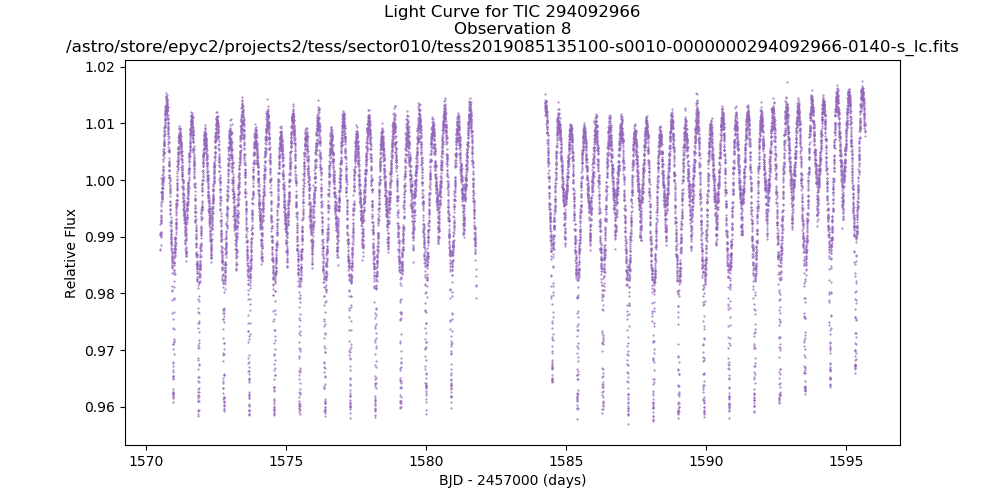 Light Curve for TIC 294092966
Observation 8
/astro/store/epyc2/projects2/tess/sector010/tess2019085135100-s0010-0000000294092966-0140-s_lc.fits
1.02
1.01
1.00
0.99
0.98
0.97
0.96
Relative Flux
1570
1575
1580
1585
1590
1595
BJD - 2457000 (days)